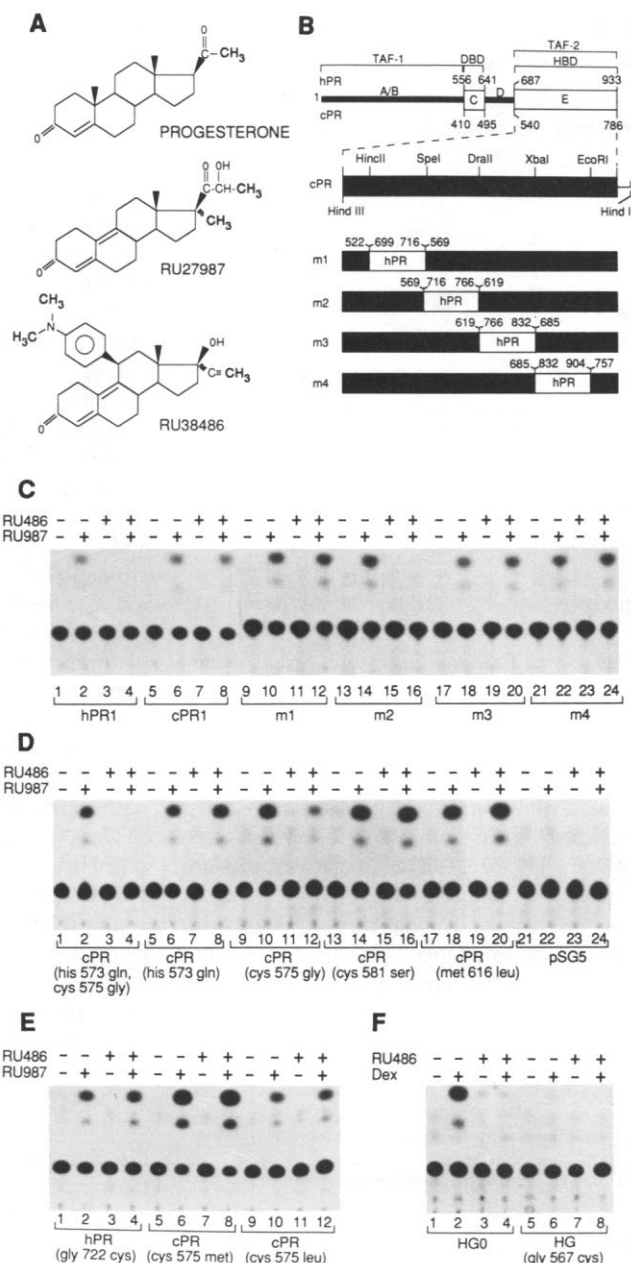 A
CH3
PROGESTERONE
O
C
OH
CH-CH3
CH3
RU27987
CH3
H3C
N
OH
C≡CH3
RU38486
B
TAF-1
DBD
TAF-2
HBD
hPR
556
641
687
933
1
A/B
C
D
E
cPR
410
495
540
786
HincII
SpeI
DraII
XbaI
EcoRI
cPR
Hind III
m1
522
699
716
569
hPR
m2
569
716
766
619
hPR
m3
619
766
832
685
hPR
m4
685
832
904
757
hPR
C
RU486 - - + + - - + + - - + + - - + + - - + + - - + +
RU987 - + - + - + - + - + - + - + - + - + - + - + - +
1 2 3 4 5 6 7 8 9 10 11 12 13 14 15 16 17 18 19 20 21 22 23 24
hPR1 cPR1 m1 m2 m3 m4
D
RU486 - - + + - - + + - - + + - - + + - - + + - - + +
RU987 - + - + - + - + - + - + - + - + - + - + - + - +
1 2 3 4 5 6 7 8 9 10 11 12 13 14 15 16 17 18 19 20 21 22 23 24
cPR cPR cPR cPR cPR pSG5
(his 573 gln, (his 573 gln) (cys 575 gly) (cys 581 ser) (met 616 leu)
cys 575 gly)
E
RU486 - - + + - - + + - - + +
RU987 - + - + - + - + - + - +
1 2 3 4 5 6 7 8 9 10 11 12
hPR cPR cPR
(gly 722 cys) (cys 575 met) (cys 575 leu)
F
RU486 - - + + - - + +
Dex - + - + - + - +
1 2 3 4 5 6 7 8
HG0 HG
(gly 567 cys)